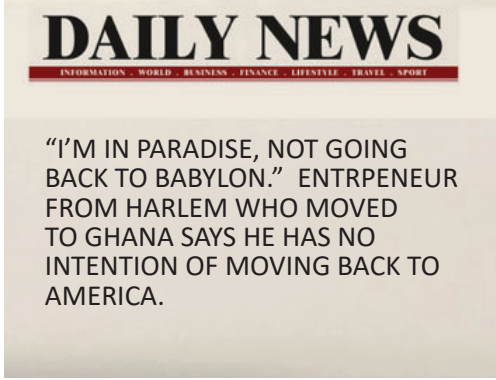 DAILY NEWS
INFORMATION . WORLD . BUSINESS . FINANCE . LIFESTYLE . TRAVEL . SPORT
“I’M IN PARADISE, NOT GOING
BACK TO BABYLON.” ENTRPENEUR
FROM HARLEM WHO MOVED
TO GHANA SAYS HE HAS NO
INTENTION OF MOVING BACK TO
AMERICA.